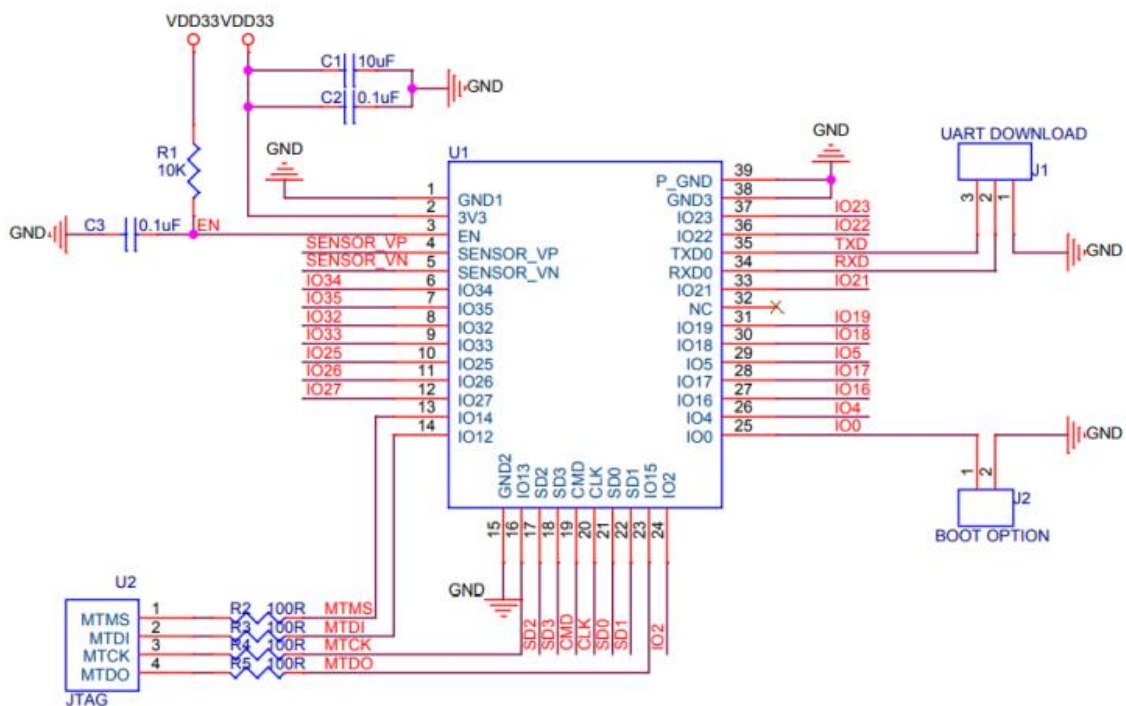 VDD33 VDD33
C1 10uF
GND
C2 0.1uF
R1
10K
GND
C3 0.1uF EN
GND
U1
1 GND1
2 3V3
3 EN
SENSOR_VP 4 SENSOR_VP
SENSOR_VN 5 SENSOR_VN
IO34 6 IO34
IO35 7 IO35
IO32 8 IO32
IO33 9 IO33
IO25 10 IO25
IO26 11 IO26
IO27 12 IO27
13 IO14
14 IO12
GND
P_GND 39
GND3 38
IO23 37 IO23
IO22 36 IO22
TXD0 35 TXD
RXD0 34 RXD
IO21 33 IO21
NC 32
IO19 31 IO19
IO18 30 IO18
IO5 29 IO5
IO17 28 IO17
IO16 27 IO16
IO4 26 IO4
IO0 25 IO0
UART DOWNLOAD
J1
3 2 1
GND
GND
1 2
J2
BOOT OPTION
GND2 IO13 SD2 SD3 CMD CLK SD0 SD1 IO15 IO2
15 16 17 18 19 20 21 22 23 24
GND
SD2 SD3 CMD CLK SD0 SD1 IO2
U2
MTMS 1 R2 100R MTMS
MTDI 2 R3 100R MTDI
MTCK 3 R4 100R MTCK
MTDO 4 R5 100R MTDO
JTAG